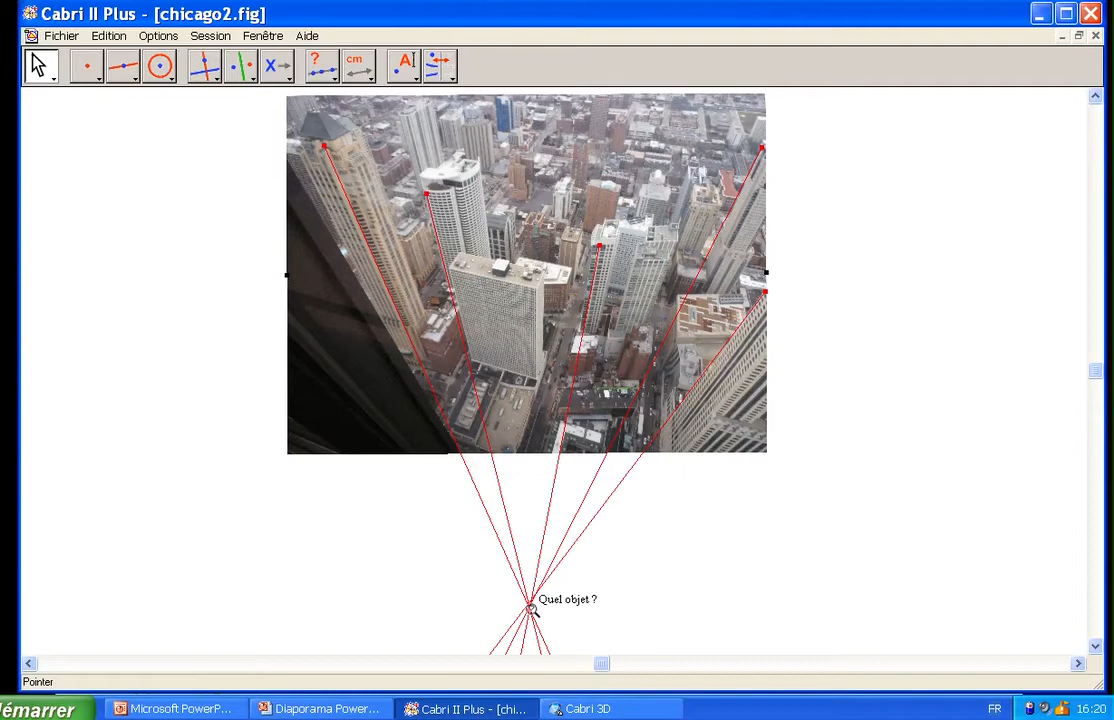 Cabri II Plus - [chicago2.fig]
Fichier Edition Options Session Fenêtre Aide
? cm A
X
Quel objet ?
Pointer
démarrer Microsoft PowerP... Diaporama Power... Cabri II Plus - [chi... Cabri 3D FR 16:20